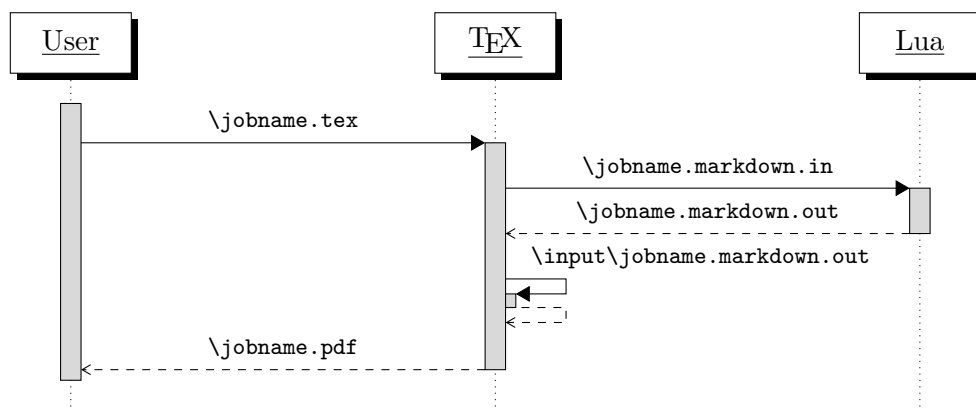 User
TEX
Lua
\jobname.tex
\jobname.markdown.in
\jobname.markdown.out
\input\jobname.markdown.out
\jobname.pdf